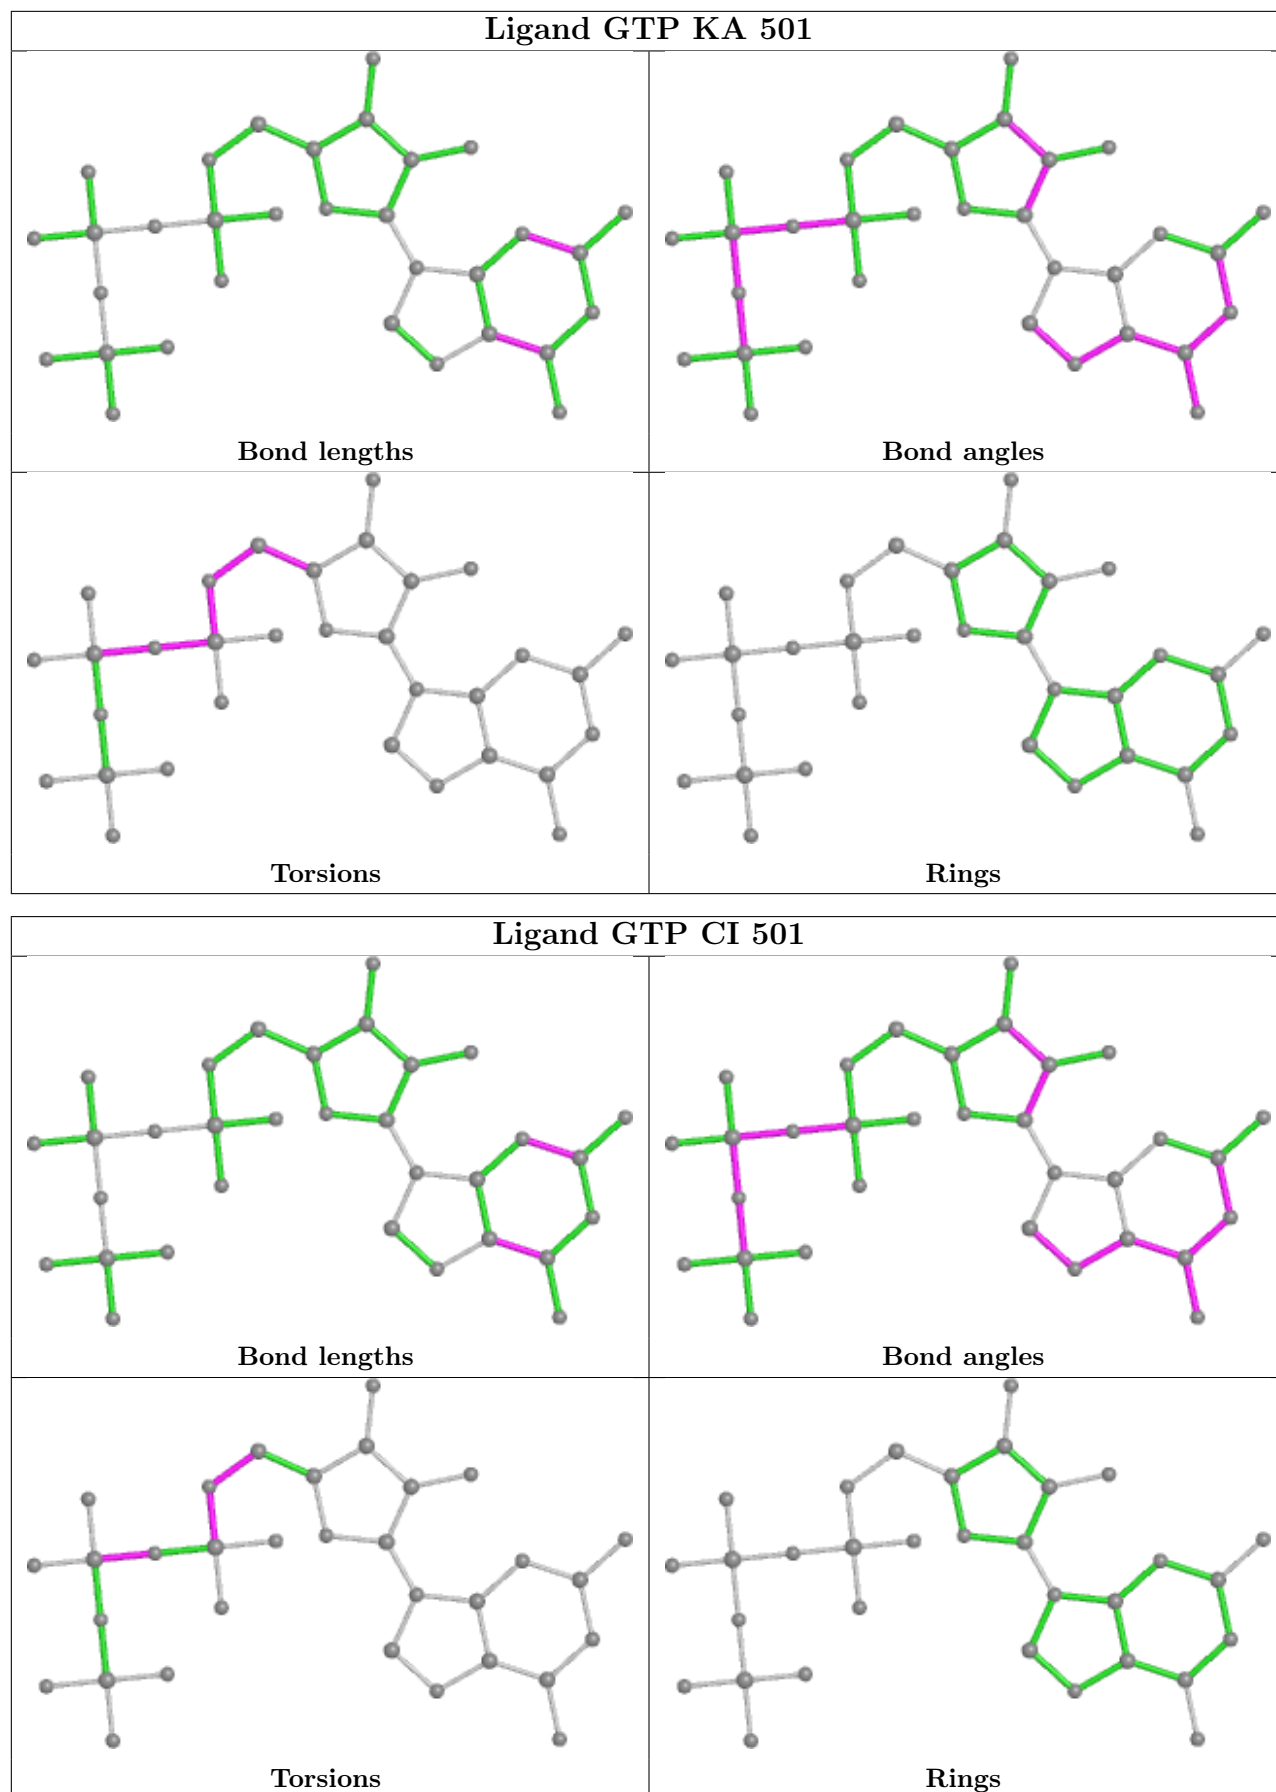 Ligand GTP KA 501
Bond lengths
Bond angles
Torsions
Rings
Ligand GTP CI 501
Bond lengths
Bond angles
Torsions
Rings